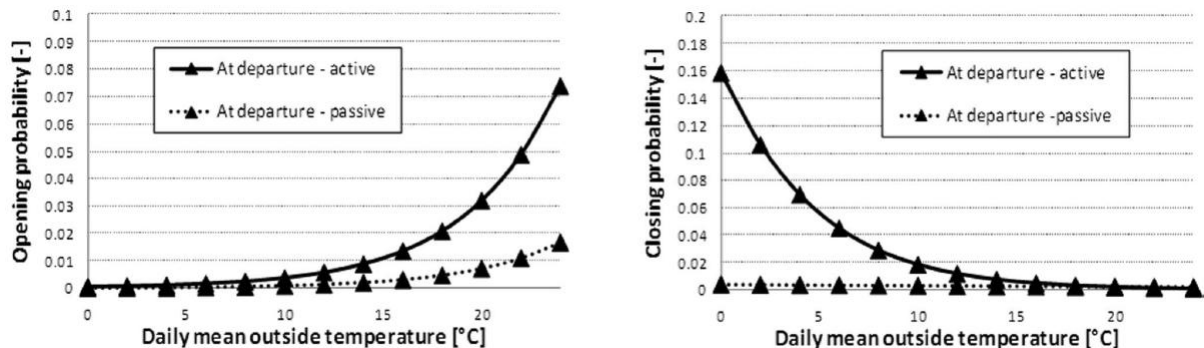 Opening probability [-]
0.1
0.09
0.08
0.07
0.06
0.05
0.04
0.03
0.02
0.01
0
At departure - active
At departure - passive
0 5 10 15 20
Daily mean outside temperature [°C]
Closing probability [-]
0.2
0.18
0.16
0.14
0.12
0.1
0.08
0.06
0.04
0.02
0
At departure - active
At departure -passive
0 5 10 15 20
Daily mean outside temperature [°C]